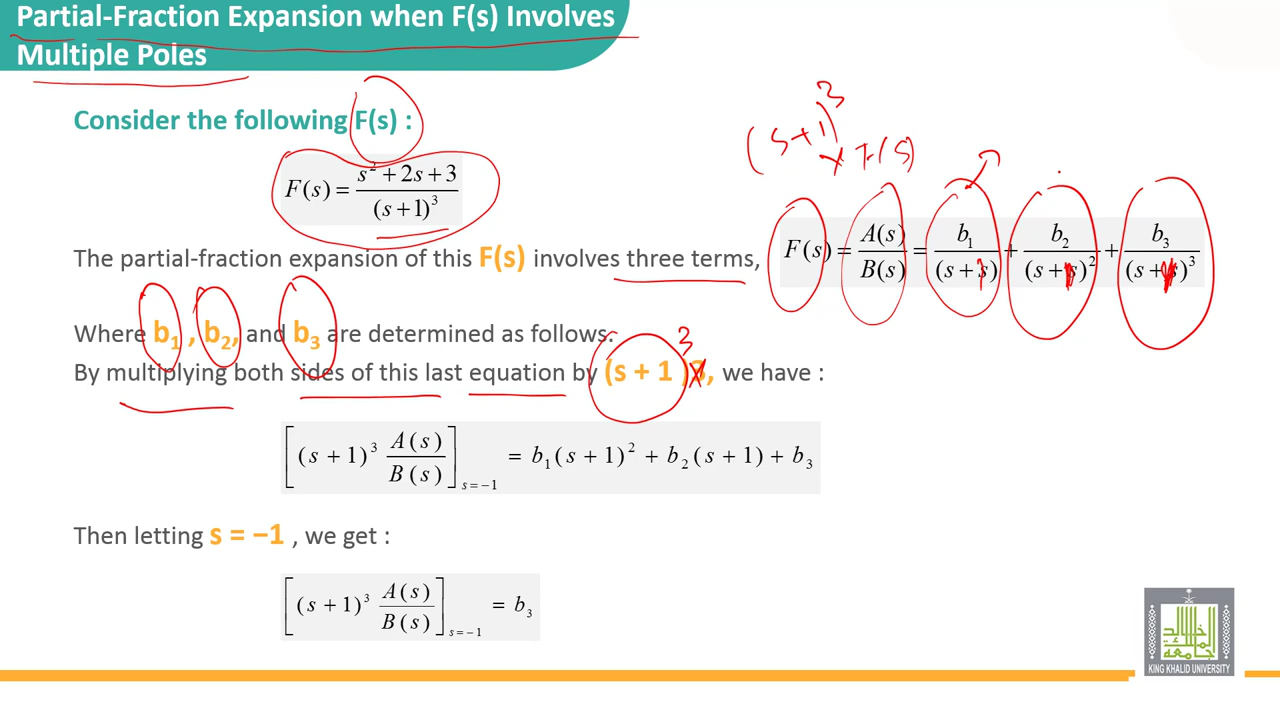 Partial-Fraction Expansion when F(s) Involves
Multiple Poles
Consider the following F(s) :
F(s) = s² + 2s + 3 / (s + 1)³
(s+1)³
× F(s)
The partial-fraction expansion of this F(s) involves three terms,
F(s) = A(s)/B(s) = b₁/(s + 1) + b₂/(s + )² + b₃/(s + )³
Where b₁ , b₂, and b₃ are determined as follows.
By multiplying both sides of this last equation by (s + 1 )³, we have :
[(s + 1)³ A(s)/B(s)] s=−1 = b₁(s + 1)² + b₂(s + 1) + b₃
Then letting s = −1 , we get :
[(s + 1)³ A(s)/B(s)] s=−1 = b₃
جامعة الملك خالد
KING KHALID UNIVERSITY